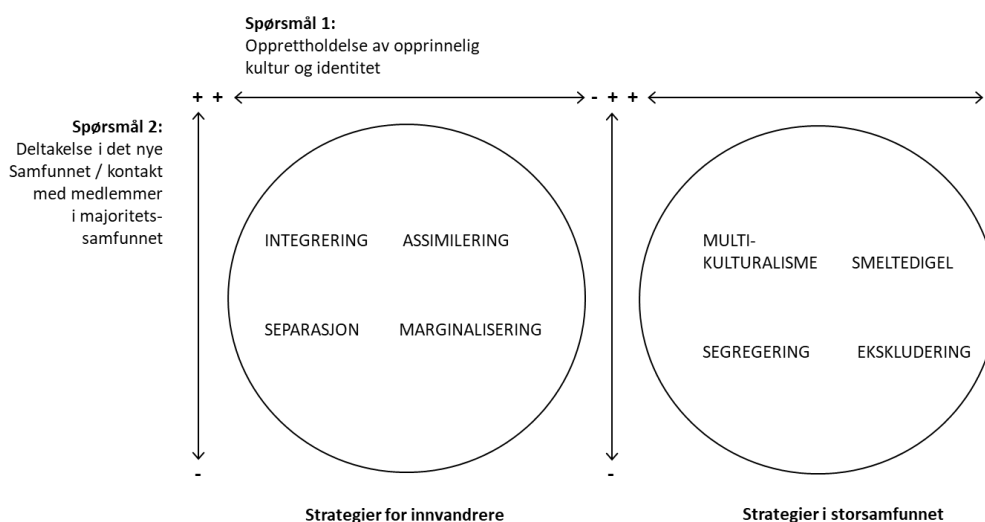 Spørsmål 1:
Opprettholdelse av opprinnelig
kultur og identitet
+ + - + +
Spørsmål 2:
Deltakelse i det nye
Samfunnet / kontakt
med medlemmer
i majoritets-
samfunnet
INTEGRERING ASSIMILERING
SEPARASJON MARGINALISERING
MULTI-
KULTURALISME SMELTEDIGEL
SEGREGERING EKSKLUDERING
- -
Strategier for innvandrere
Strategier i storsamfunnet